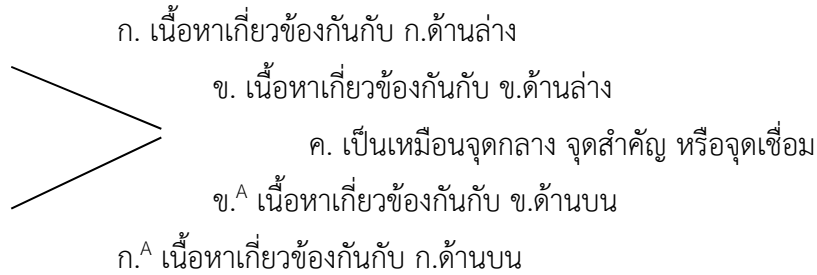 ก. เนื้อหาเกี่ยวข้องกันกับ ก.ด้านล่าง
ข. เนื้อหาเกี่ยวข้องกันกับ ข.ด้านล่าง
ค. เป็นเหมือนจุดกลาง จุดสำคัญ หรือจุดเชื่อม
ข.ᴬ เนื้อหาเกี่ยวข้องกันกับ ข.ด้านบน
ก.ᴬ เนื้อหาเกี่ยวข้องกันกับ ก.ด้านบน